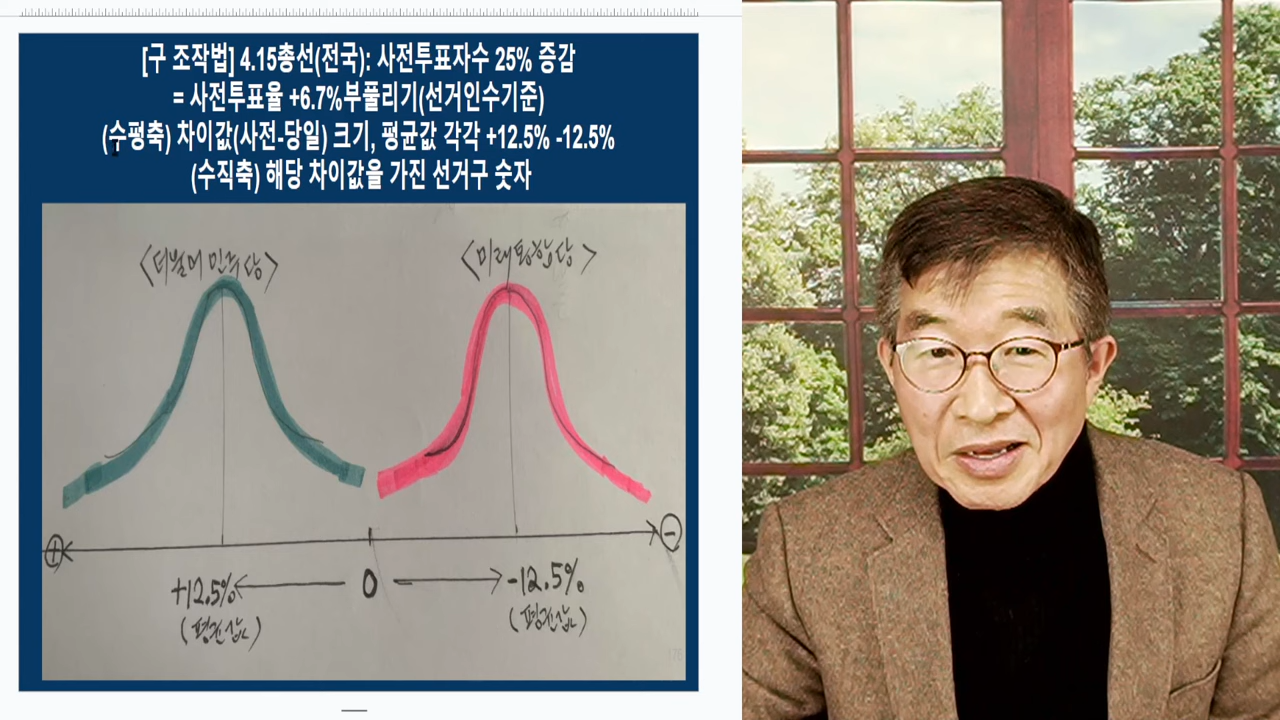 [구 조작법] 4.15총선(전국): 사전투표자수 25% 증감
= 사전투표율 +6.7%부풀리기(선거인수기준)
(수평축) 차이값(사전-당일) 크기, 평균값 각각 +12.5% -12.5%
(수직축) 해당 차이값을 가진 선거구 숫자
<더불어민주당> <미래통합당>
+ -
+12.5% 0 -12.5%
(평균값) (평균값)
176